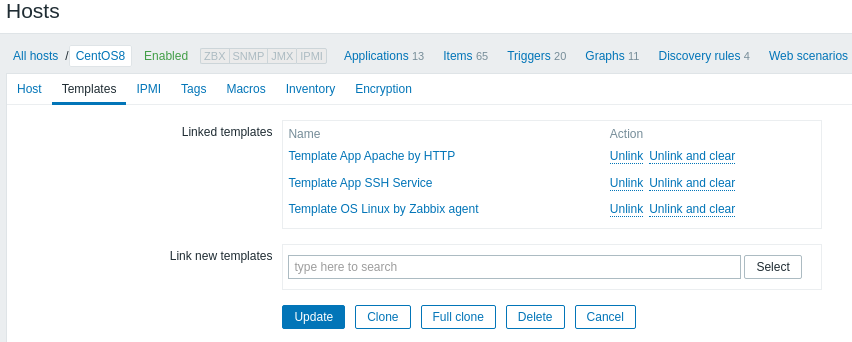 Hosts
All hosts / CentOS8 Enabled ZBX SNMP JMX IPMI Applications 13 Items 65 Triggers 20 Graphs 11 Discovery rules 4 Web scenarios
Host Templates IPMI Tags Macros Inventory Encryption
Linked templates Name Action
Template App Apache by HTTP Unlink Unlink and clear
Template App SSH Service Unlink Unlink and clear
Template OS Linux by Zabbix agent Unlink Unlink and clear
Link new templates type here to search Select
Update Clone Full clone Delete Cancel